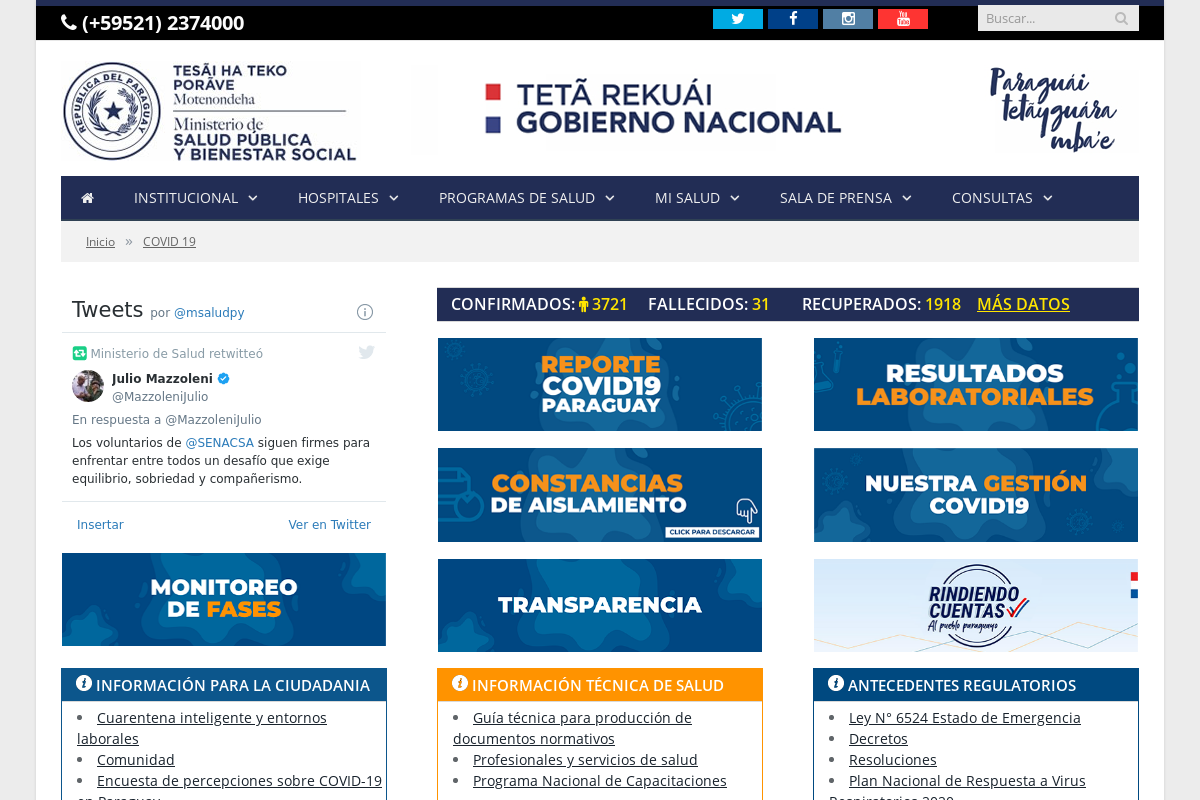 (+59521) 2374000
Buscar...
REPUBLICA DEL PARAGUAY
TESÃI HA TEKO
PORÃVE
Motenondeha
Ministerio de
SALUD PÚBLICA
Y BIENESTAR SOCIAL
TETÃ REKUÁI
GOBIERNO NACIONAL
Paraguái
tetãyguára
mba'e
INSTITUCIONAL
HOSPITALES
PROGRAMAS DE SALUD
MI SALUD
SALA DE PRENSA
CONSULTAS
Inicio » COVID 19
Tweets por @msaludpy
Ministerio de Salud retwitteó
Julio Mazzoleni
@MazzoleniJulio
En respuesta a @MazzoleniJulio
Los voluntarios de @SENACSA siguen firmes para
enfrentar entre todos un desafío que exige
equilibrio, sobriedad y compañerismo.
Insertar
Ver en Twitter
MONITOREO
DE FASES
CONFIRMADOS: 3721 FALLECIDOS: 31 RECUPERADOS: 1918 MÁS DATOS
REPORTE
COVID19
PARAGUAY
RESULTADOS
LABORATORIALES
CONSTANCIAS
DE AISLAMIENTO
CLICK PARA DESCARGAR
NUESTRA GESTIÓN
COVID19
TRANSPARENCIA
RINDIENDO
CUENTAS
Al pueblo paraguayo
INFORMACIÓN PARA LA CIUDADANIA
• Cuarentena inteligente y entornos
laborales
• Comunidad
• Encuesta de percepciones sobre COVID-19
en Paraguay
INFORMACIÓN TÉCNICA DE SALUD
• Guía técnica para producción de
documentos normativos
• Profesionales y servicios de salud
• Programa Nacional de Capacitaciones
ANTECEDENTES REGULATORIOS
• Ley N° 6524 Estado de Emergencia
• Decretos
• Resoluciones
• Plan Nacional de Respuesta a Virus
Respiratorios 2020